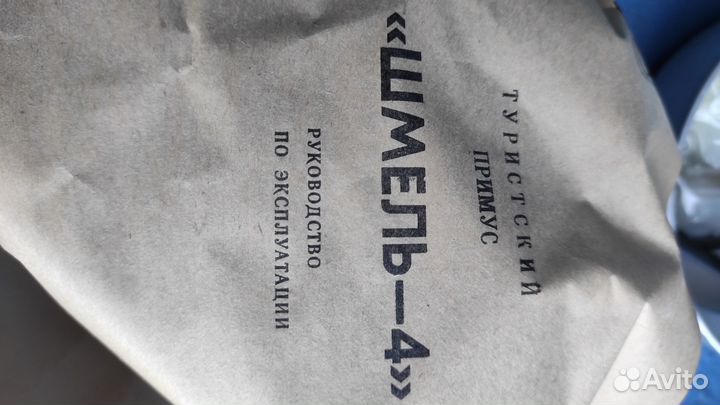 ТУРИСТСКИЙ
ПРИМУС
«ШМЕЛЬ—4»
РУКОВОДСТВО
ПО ЭКСПЛУАТАЦИИ
Avito